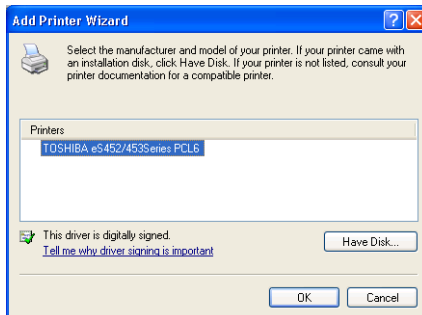 Add Printer Wizard
Select the manufacturer and model of your printer. If your printer came with
an installation disk, click Have Disk. If your printer is not listed, consult your
printer documentation for a compatible printer.
Printers
TOSHIBA eS452/453Series PCL6
This driver is digitally signed.
Have Disk...
Tell me why driver signing is important
OK
Cancel